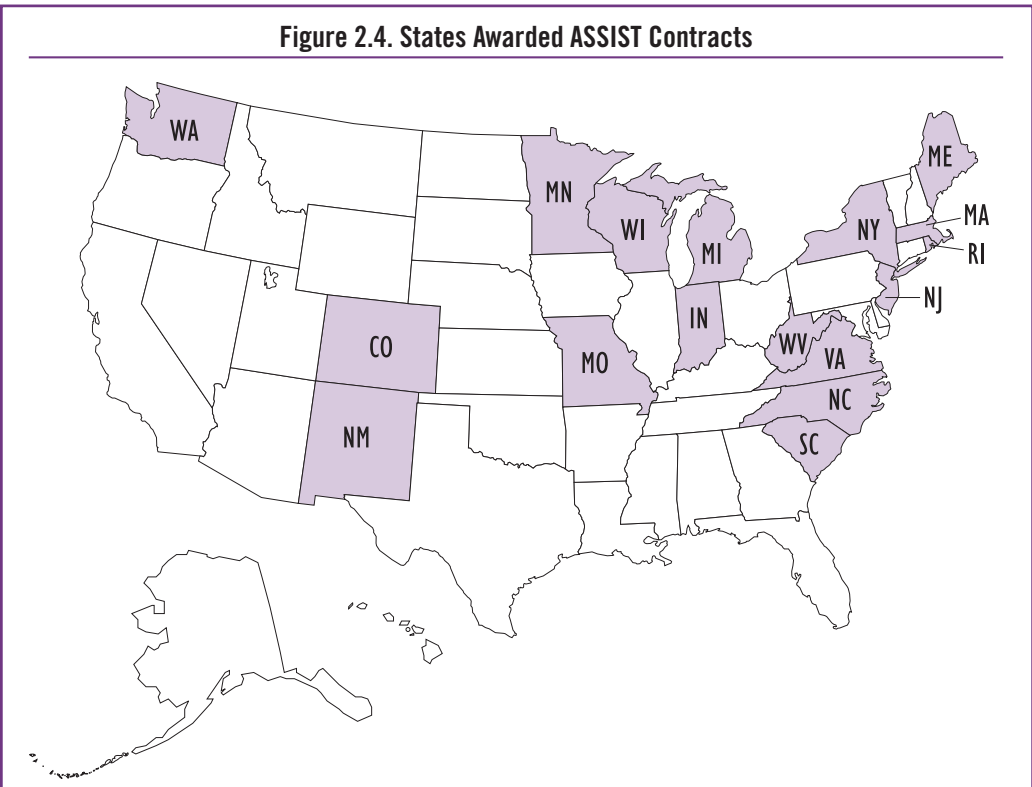 Figure 2.4. States Awarded ASSIST Contracts
WA
ME
MN
MA
NY
WI
RI
MI
NJ
IN
CO
WV
VA
MO
NC
NM
SC